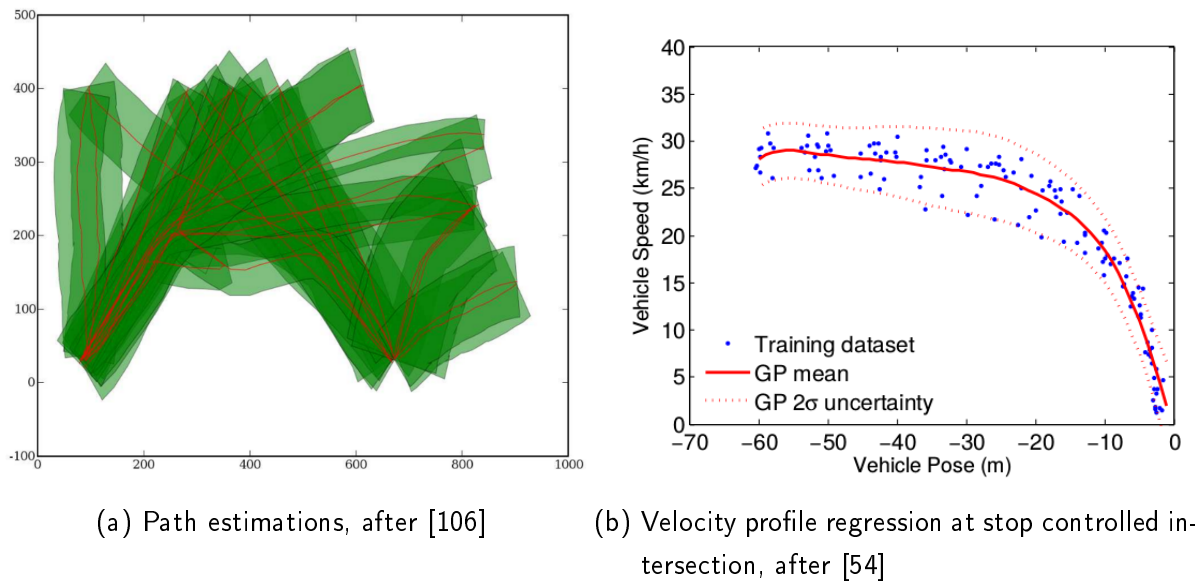 500
400
300
200
100
0
-100
0 200 400 600 800 1000
40
35
30
25
20
15
10
5
0
Vehicle Speed (km/h)
Training dataset
GP mean
GP 2σ uncertainty
−70 −60 −50 −40 −30 −20 −10 0
Vehicle Pose (m)
(a) Path estimations, after [106]
(b) Velocity profile regression at stop controlled in-
tersection, after [54]